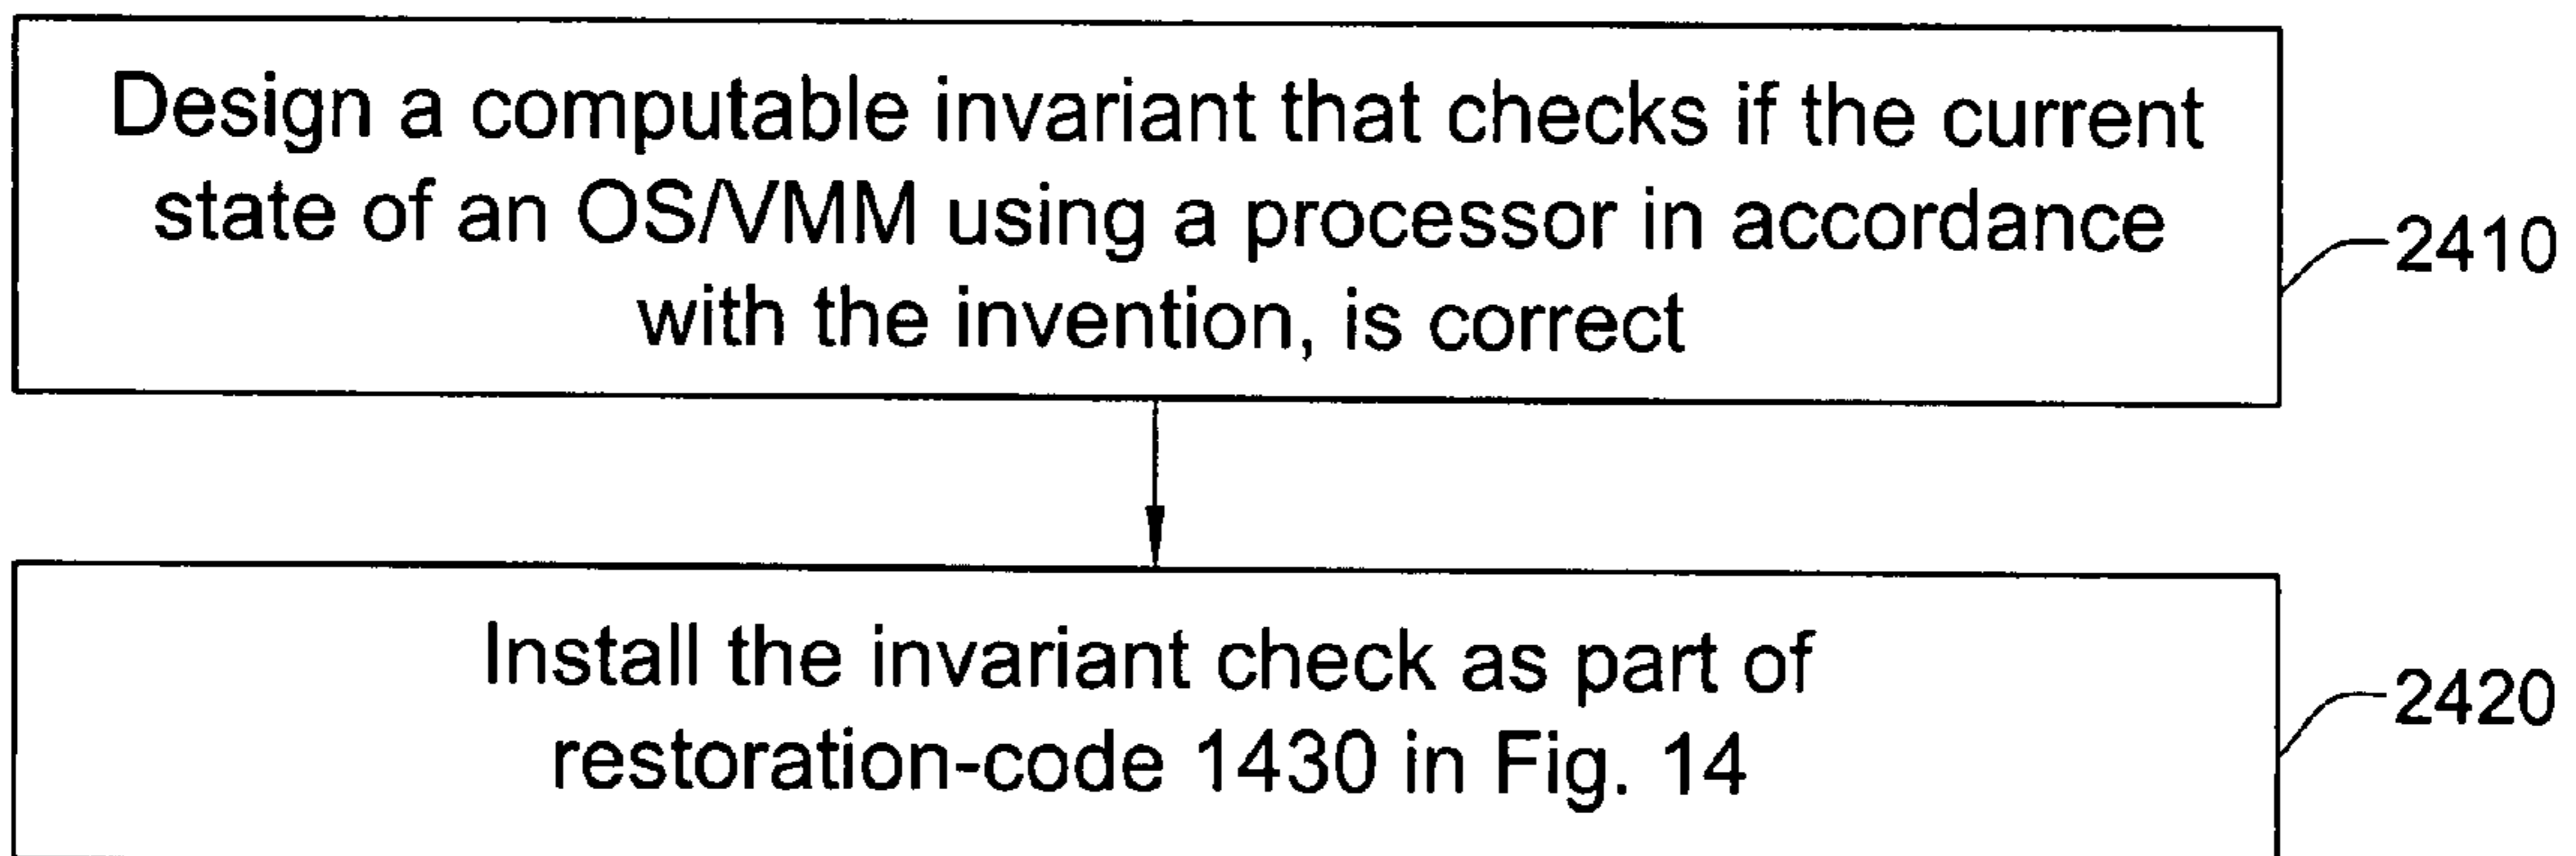 Design a computable invariant that checks if the current
state of an OS/VMM using a processor in accordance
with the invention, is correct
2410
Install the invariant check as part of
restoration-code 1430 in Fig. 14
2420